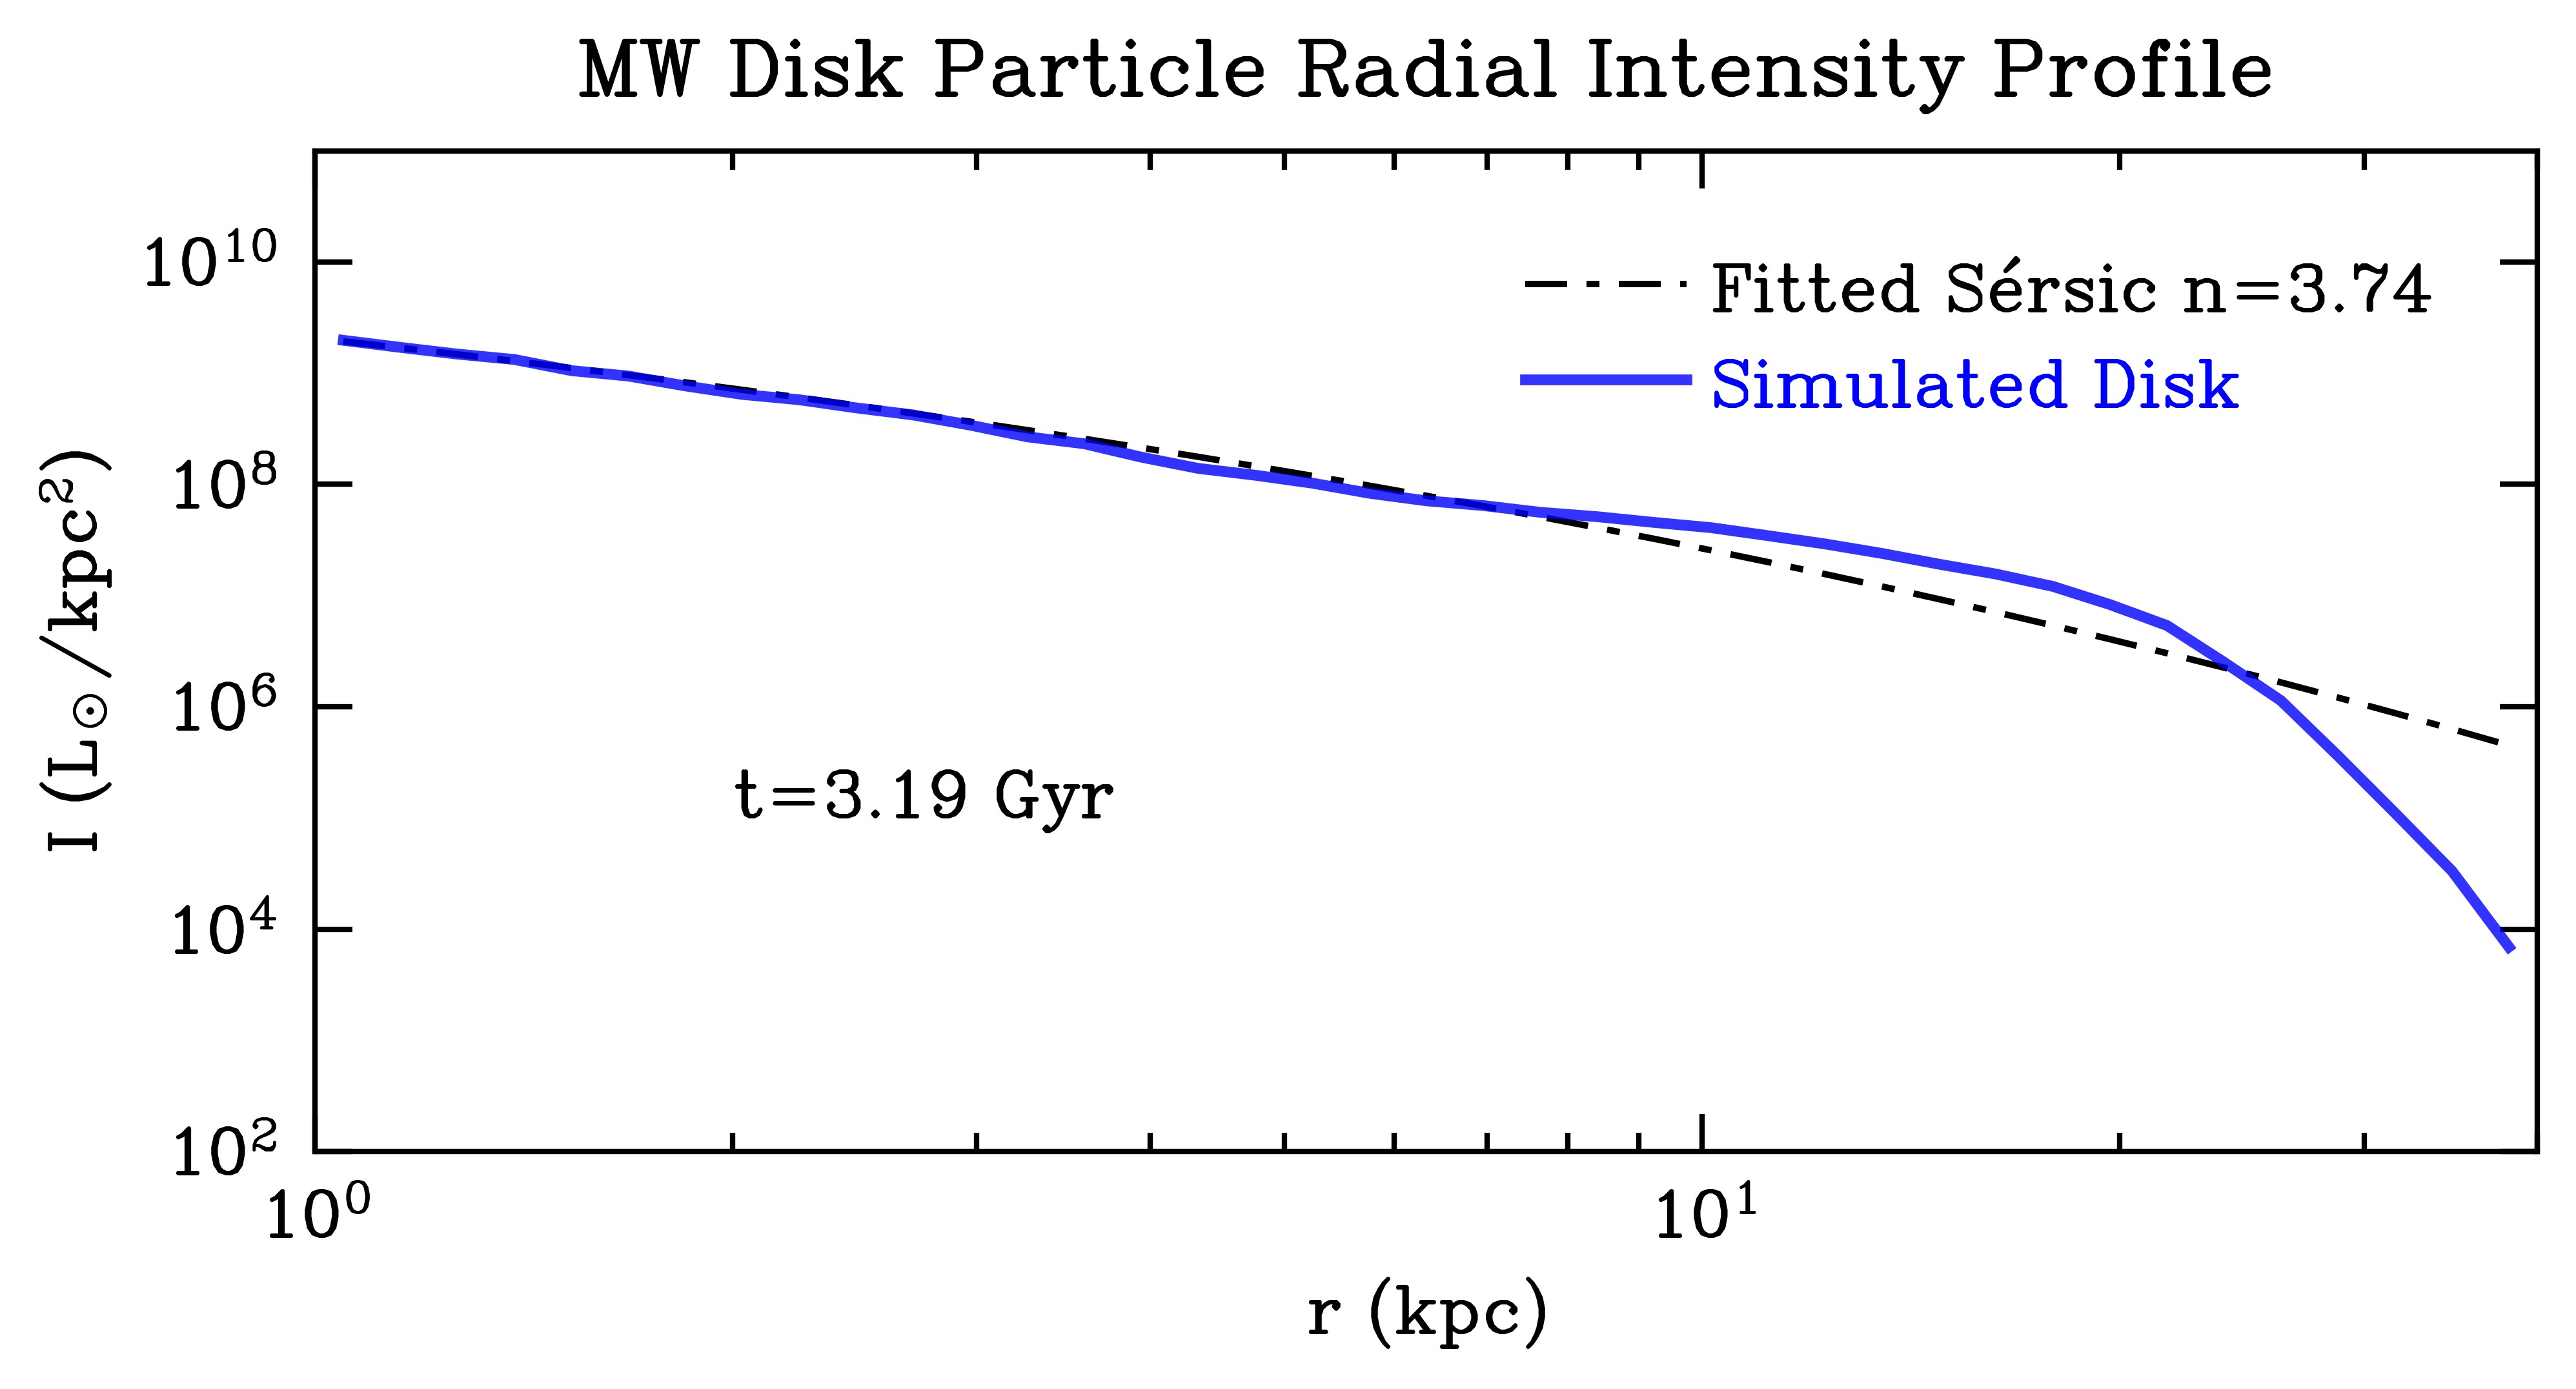 MW Disk Particle Radial Intensity Profile
10¹⁰
10⁸
10⁶
10⁴
10²
I (L☉/kpc²)
Fitted Sérsic n=3.74
Simulated Disk
t=3.19 Gyr
10⁰
10¹
r (kpc)